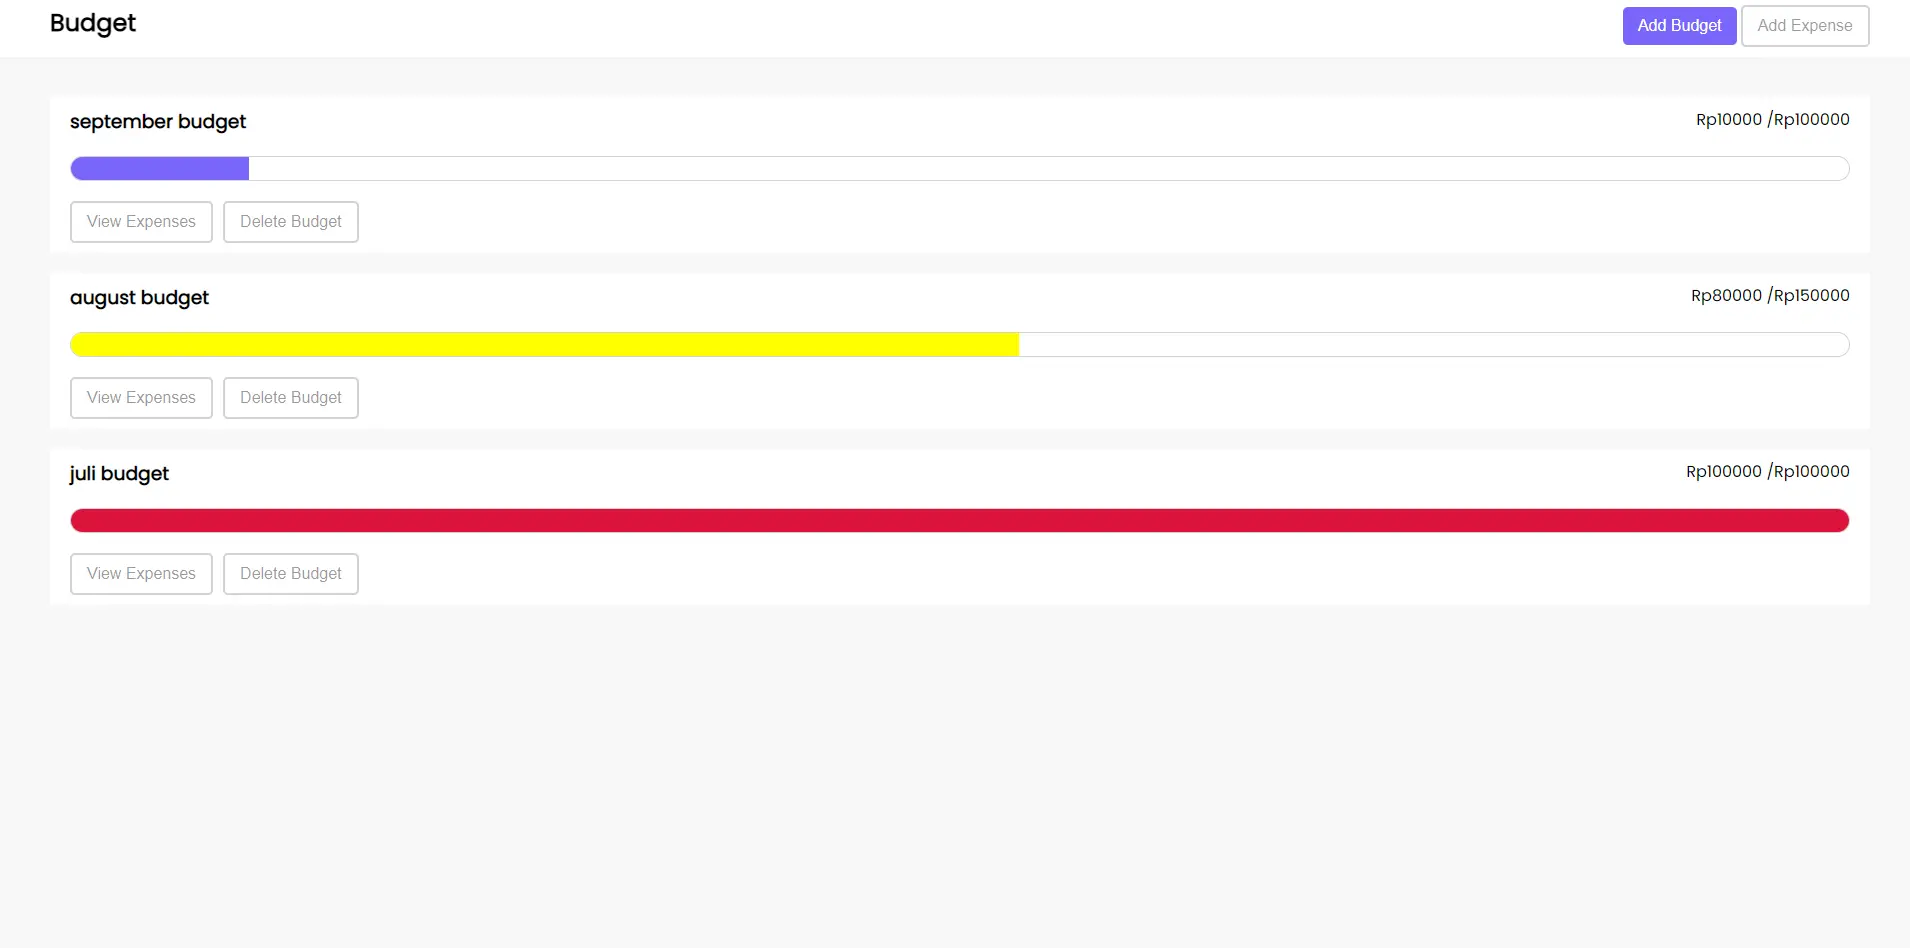 Budget
Add Budget Add Expense
september budget Rp10000 /Rp100000
View Expenses Delete Budget
august budget Rp80000 /Rp150000
View Expenses Delete Budget
juli budget Rp100000 /Rp100000
View Expenses Delete Budget